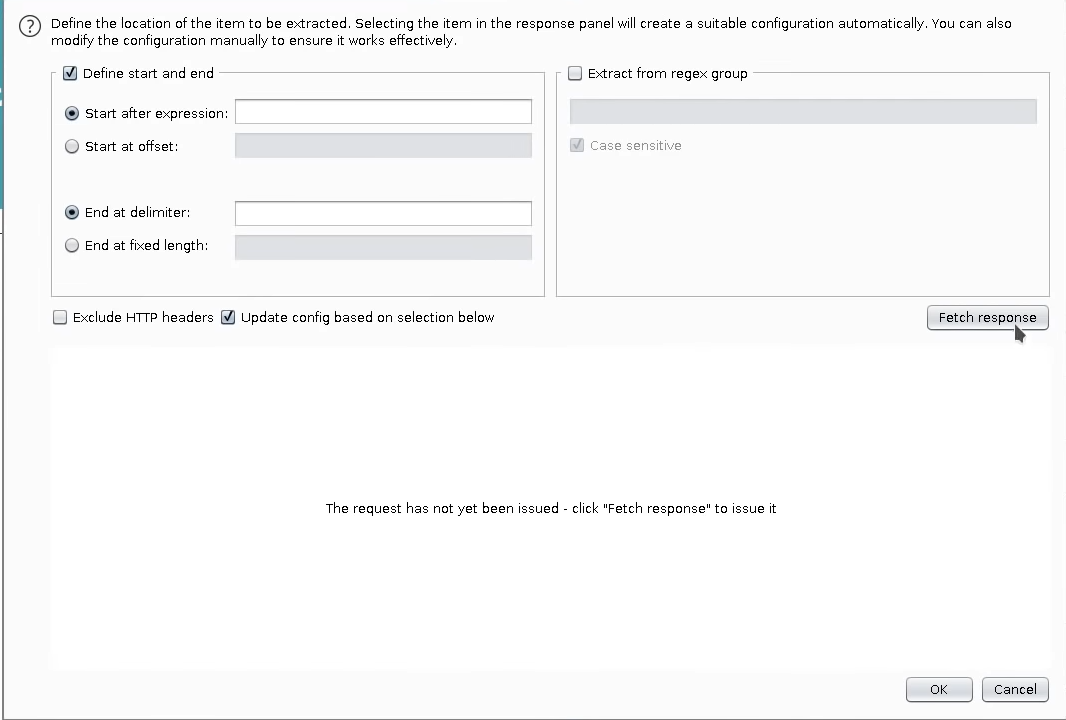 Define the location of the item to be extracted. Selecting the item in the response panel will create a suitable configuration automatically. You can also
modify the configuration manually to ensure it works effectively.
Define start and end
Extract from regex group
Start after expression:
Start at offset:
Case sensitive
End at delimiter:
End at fixed length:
Exclude HTTP headers
Update config based on selection below
Fetch response
The request has not yet been issued - click "Fetch response" to issue it
OK
Cancel